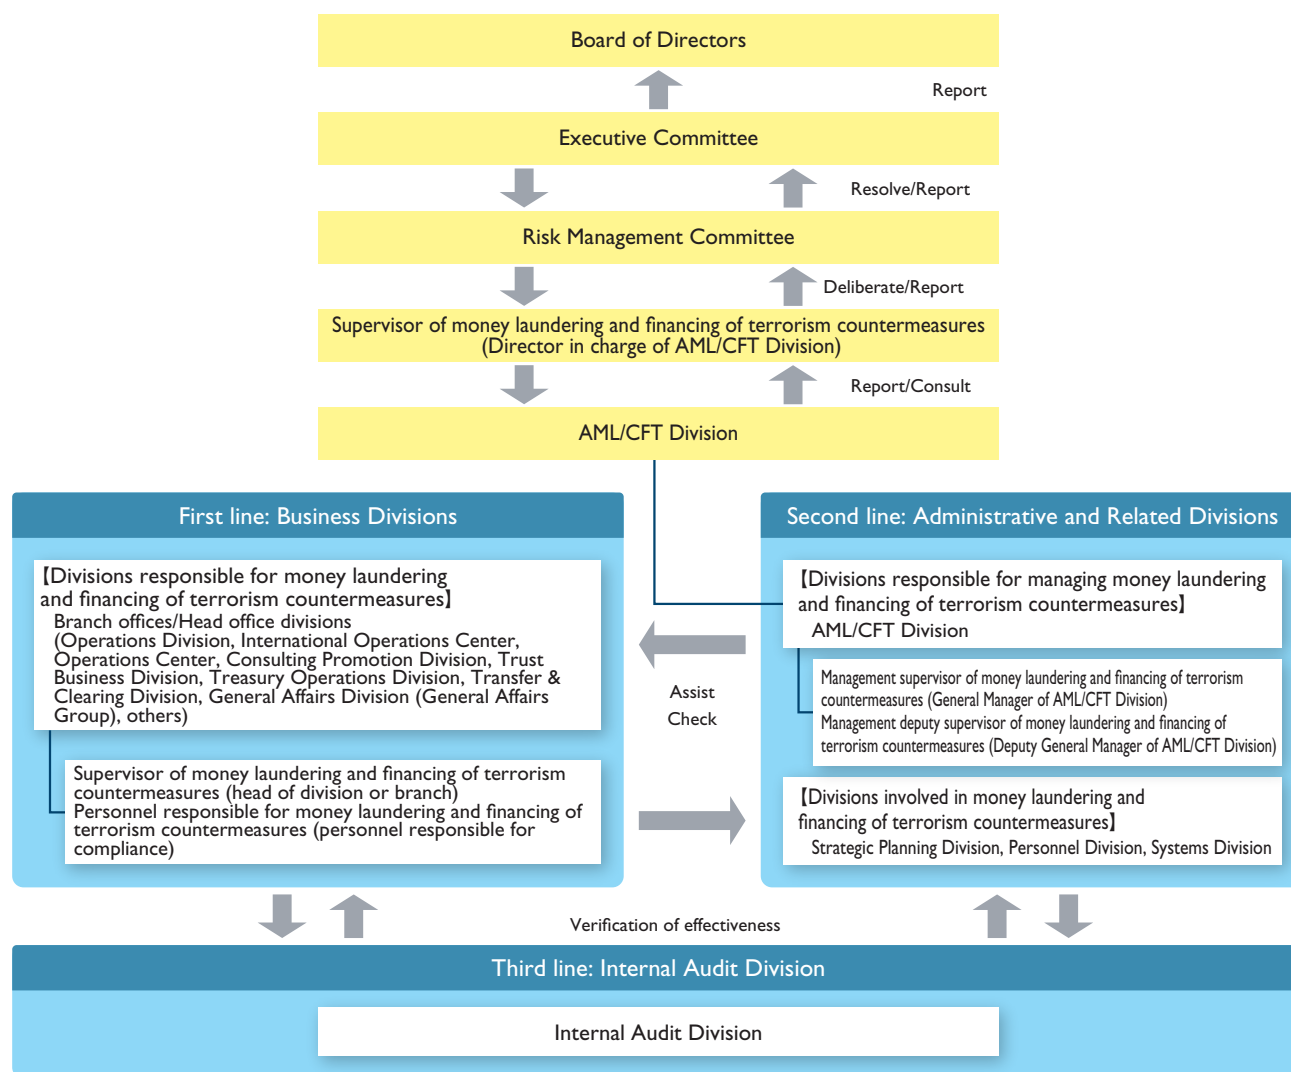 Board of Directors
Report
Executive Committee
Resolve/Report
Risk Management Committee
Deliberate/Report
Supervisor of money laundering and financing of terrorism countermeasures
(Director in charge of AML/CFT Division)
Report/Consult
AML/CFT Division
First line: Business Divisions
【Divisions responsible for money laundering
and financing of terrorism countermeasures】
Branch offices/Head office divisions
(Operations Division, International Operations Center,
Operations Center, Consulting Promotion Division, Trust
Business Division, Treasury Operations Division, Transfer &
Clearing Division, General Affairs Division (General Affairs
Group), others)
Supervisor of money laundering and financing of terrorism
countermeasures (head of division or branch)
Personnel responsible for money laundering and financing of
terrorism countermeasures (personnel responsible for
compliance)
Assist
Check
Second line: Administrative and Related Divisions
【Divisions responsible for managing money laundering
and financing of terrorism countermeasures】
AML/CFT Division
Management supervisor of money laundering and financing of terrorism
countermeasures (General Manager of AML/CFT Division)
Management deputy supervisor of money laundering and financing of
terrorism countermeasures (Deputy General Manager of AML/CFT Division)
【Divisions involved in money laundering and
financing of terrorism countermeasures】
Strategic Planning Division, Personnel Division, Systems Division
Verification of effectiveness
Third line: Internal Audit Division
Internal Audit Division